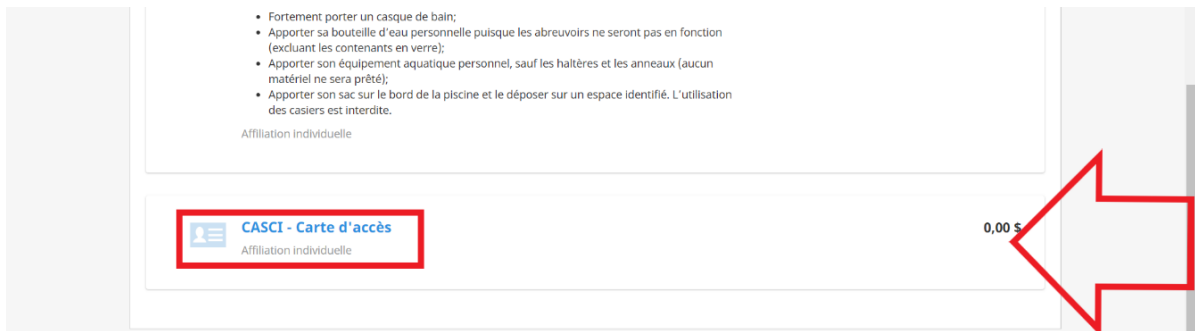 • Fortement porter un casque de bain;
• Apporter sa bouteille d'eau personnelle puisque les abreuvoirs ne seront pas en fonction
(excluant les contenants en verre);
• Apporter son équipement aquatique personnel, sauf les haltères et les anneaux (aucun
matériel ne sera prêté);
• Apporter son sac sur le bord de la piscine et le déposer sur un espace identifié. L'utilisation
des casiers est interdite.
Affiliation individuelle
CASCI - Carte d'accès
0,00 $
Affiliation individuelle